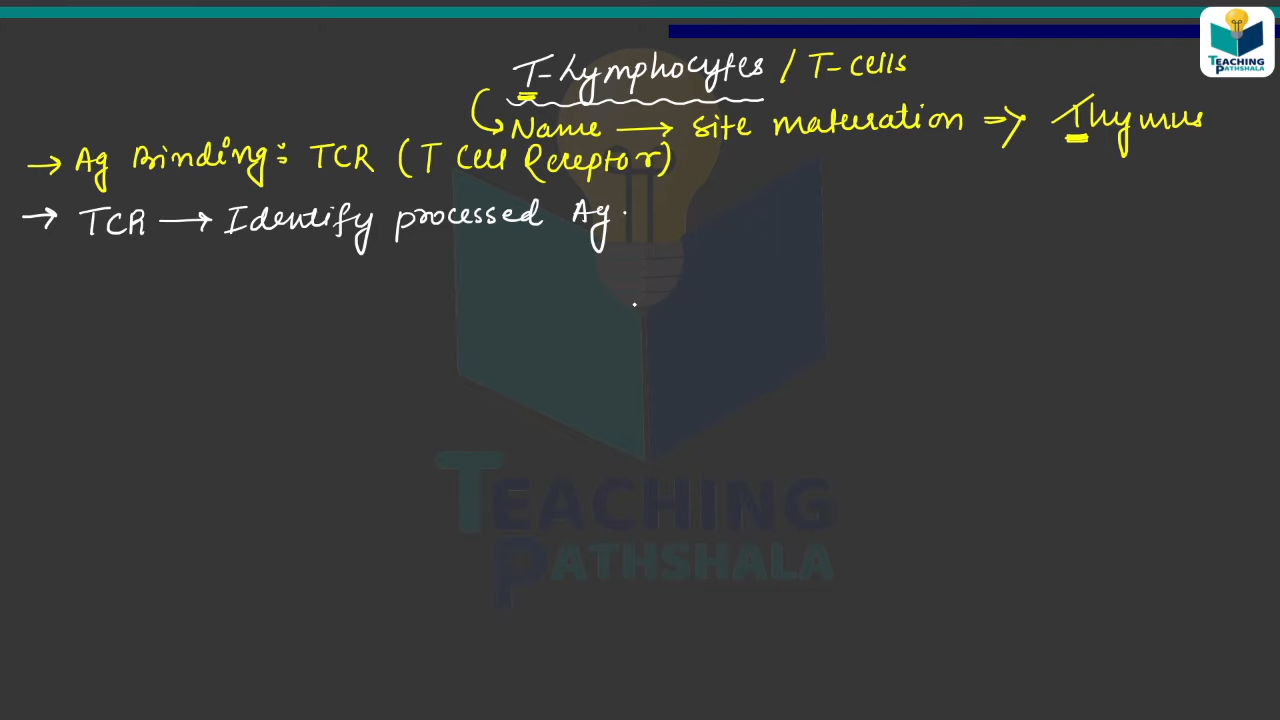 TEACHING
PATHSHALA
T-Lymphocytes / T-cells
Name → site maturation ⇒ Thymus
→ Ag Binding: TCR (T Cell Receptor)
→ TCR → Identify processed Ag.
TEACHING
PATHSHALA